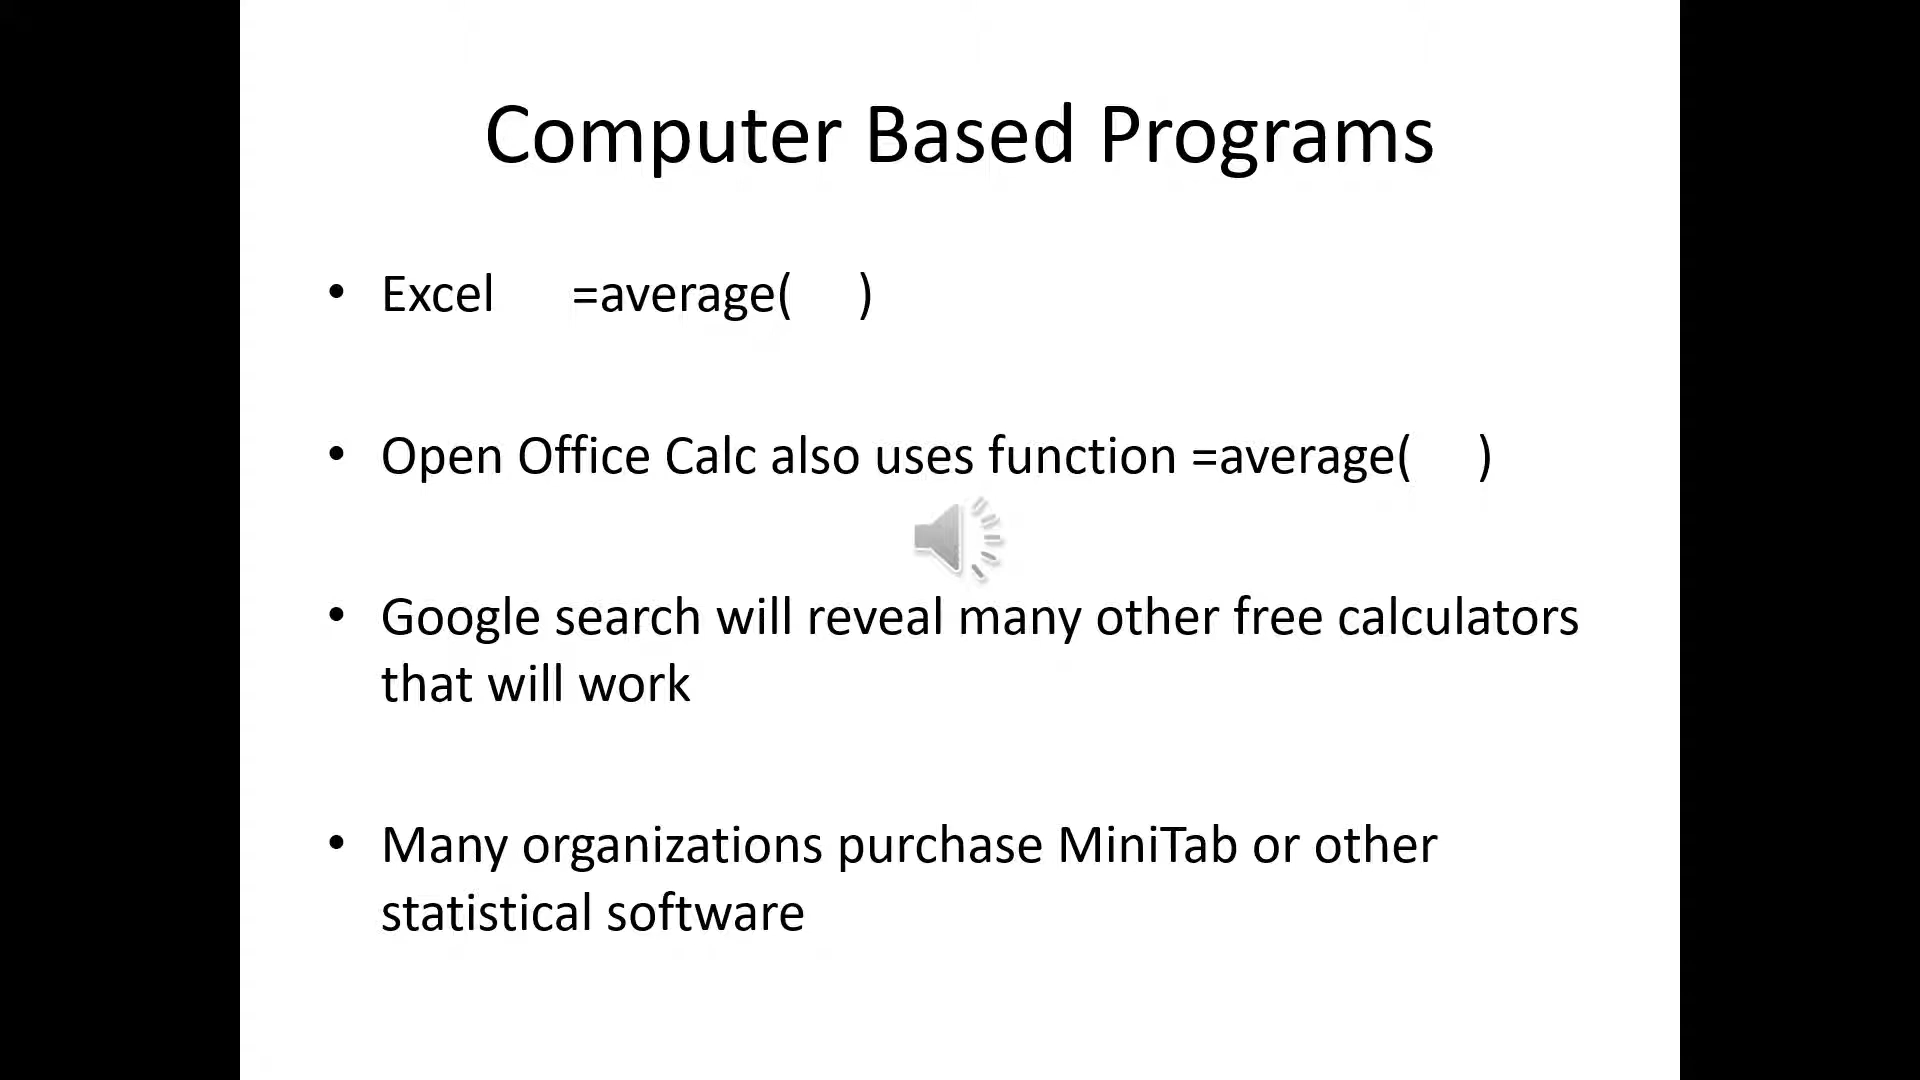 Computer Based Programs
• Excel =average( )
• Open Office Calc also uses function =average( )
• Google search will reveal many other free calculators
that will work
• Many organizations purchase MiniTab or other
statistical software